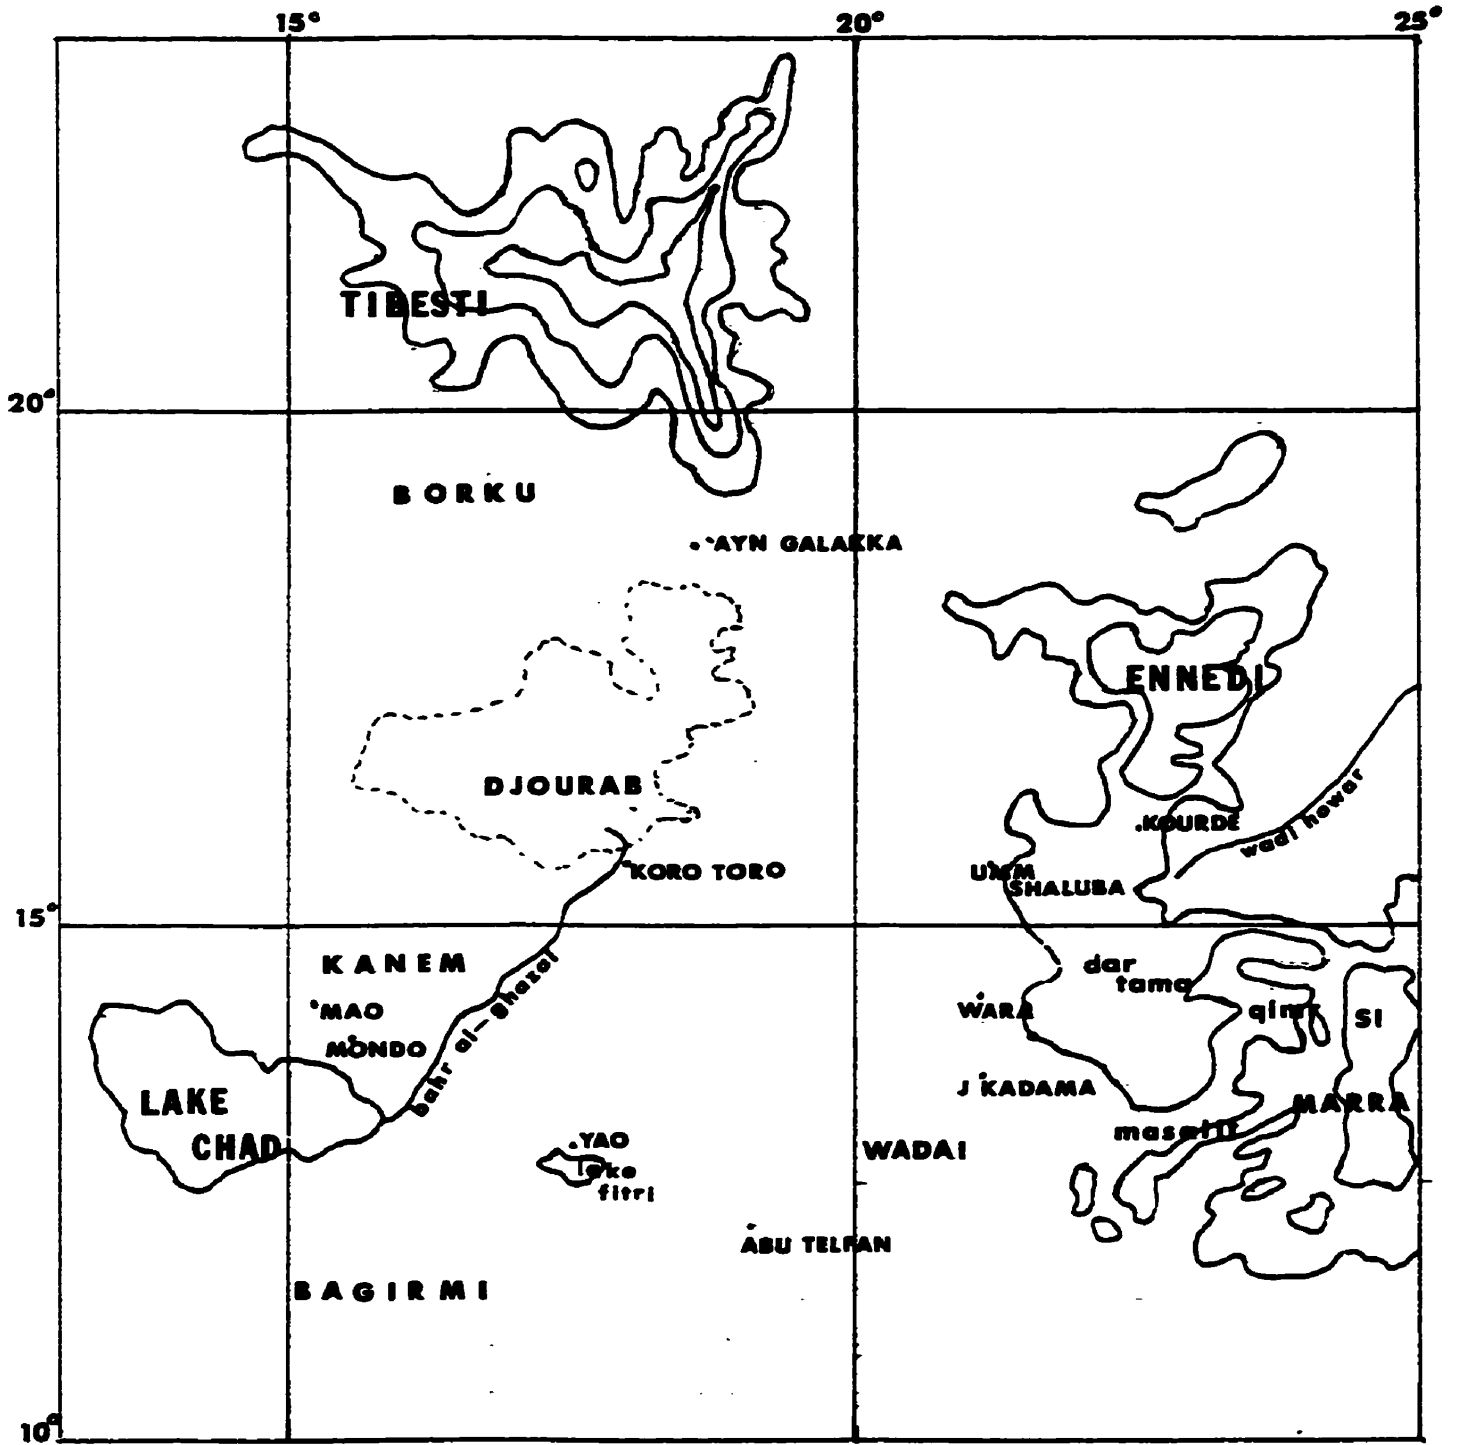 15° 20° 25°
TIBESTI
20°
BORKU
'AYN GALAKKA
ENNEDI
DJOURAB
KOURDE
wadi howar
KORO TORO
UMM
SHALUBA
15°
KANEM
dar
tama
MAO
WARA
qimr
SI
MONDO
bahr al-ghazal
J KADAMA
LAKE
MARRA
masalit
CHAD
YAO
WADAI
lake
fitri
ABU TELFAN
BAGIRMI
10°